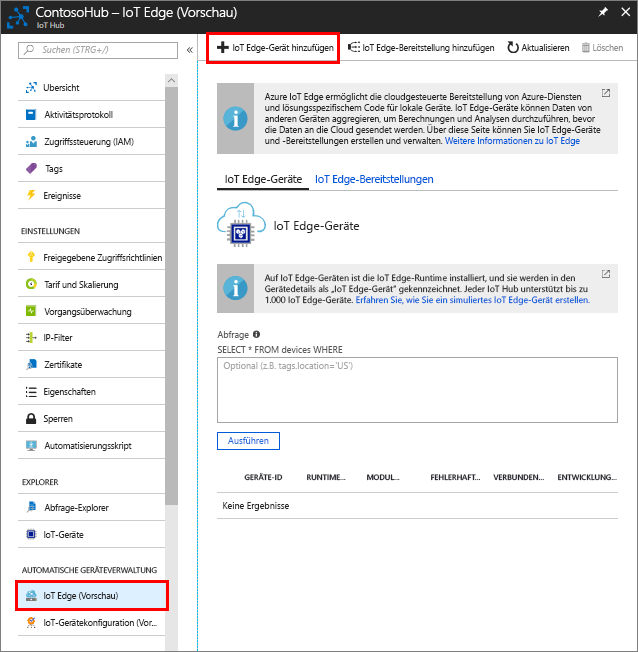 ContosoHub – IoT Edge (Vorschau)
IoT Hub
Suchen (STRG+/)
«
Übersicht
Aktivitätsprotokoll
Zugriffssteuerung (IAM)
Tags
Ereignisse
EINSTELLUNGEN
Freigegebene Zugriffsrichtlinien
Tarif und Skalierung
Vorgangsüberwachung
IP-Filter
Zertifikate
Eigenschaften
Sperren
Automatisierungsskript
EXPLORER
Abfrage-Explorer
IoT-Geräte
AUTOMATISCHE GERÄTEVERWALTUNG
IoT Edge (Vorschau)
IoT-Gerätekonfiguration (Vor...
IoT Edge-Gerät hinzufügen IoT Edge-Bereitstellung hinzufügen Aktualisieren Löschen
Azure IoT Edge ermöglicht die cloudgesteuerte Bereitstellung von Azure-Diensten
und lösungsspezifischem Code für lokale Geräte. IoT Edge-Geräte können Daten von
anderen Geräten aggregieren, um Berechnungen und Analysen durchzuführen, bevor
die Daten an die Cloud gesendet werden. Über diese Seite können Sie IoT Edge-Geräte
und -Bereitstellungen erstellen und verwalten. Weitere Informationen zu IoT Edge
IoT Edge-Geräte IoT Edge-Bereitstellungen
IoT Edge-Geräte
Auf IoT Edge-Geräten ist die IoT Edge-Runtime installiert, und sie werden in den
Gerätedetails als „IoT Edge-Gerät“ gekennzeichnet. Jeder IoT Hub unterstützt bis zu
1.000 IoT Edge-Geräte. Erfahren Sie, wie Sie ein simuliertes IoT Edge-Gerät erstellen.
Abfrage
SELECT * FROM devices WHERE
Optional (z.B. tags.location='US')
Ausführen
GERÄTE-ID RUNTIME... MODUL... FEHLERHAFT... VERBUNDEN... ENTWICKLUNG...
Keine Ergebnisse